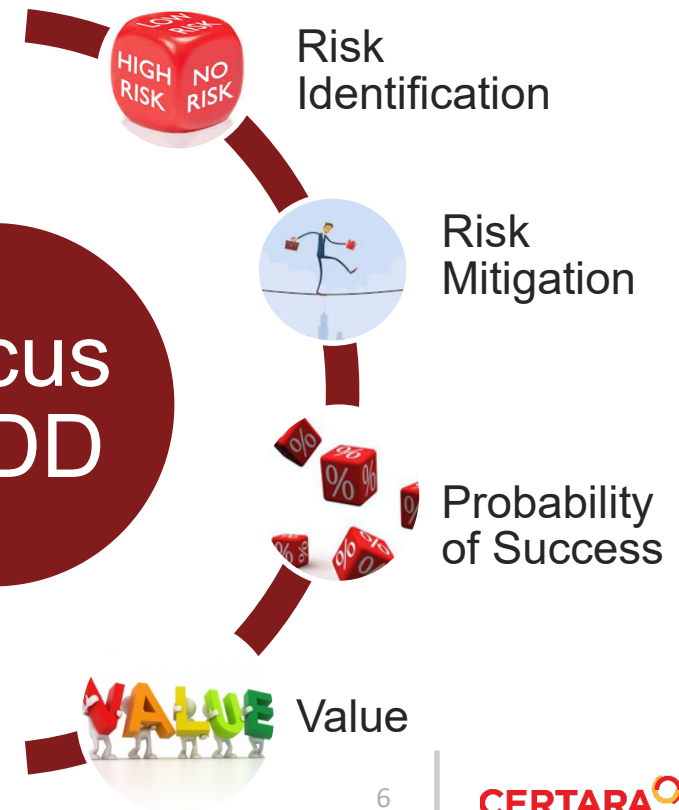 LOW
RISK
HIGH
RISK
NO
RISK
Risk
Identification
Risk
Mitigation
cus
DD
%
%
%
%
%
%
%
%
Probability
of Success
VALUE
Value
6
CERTARA